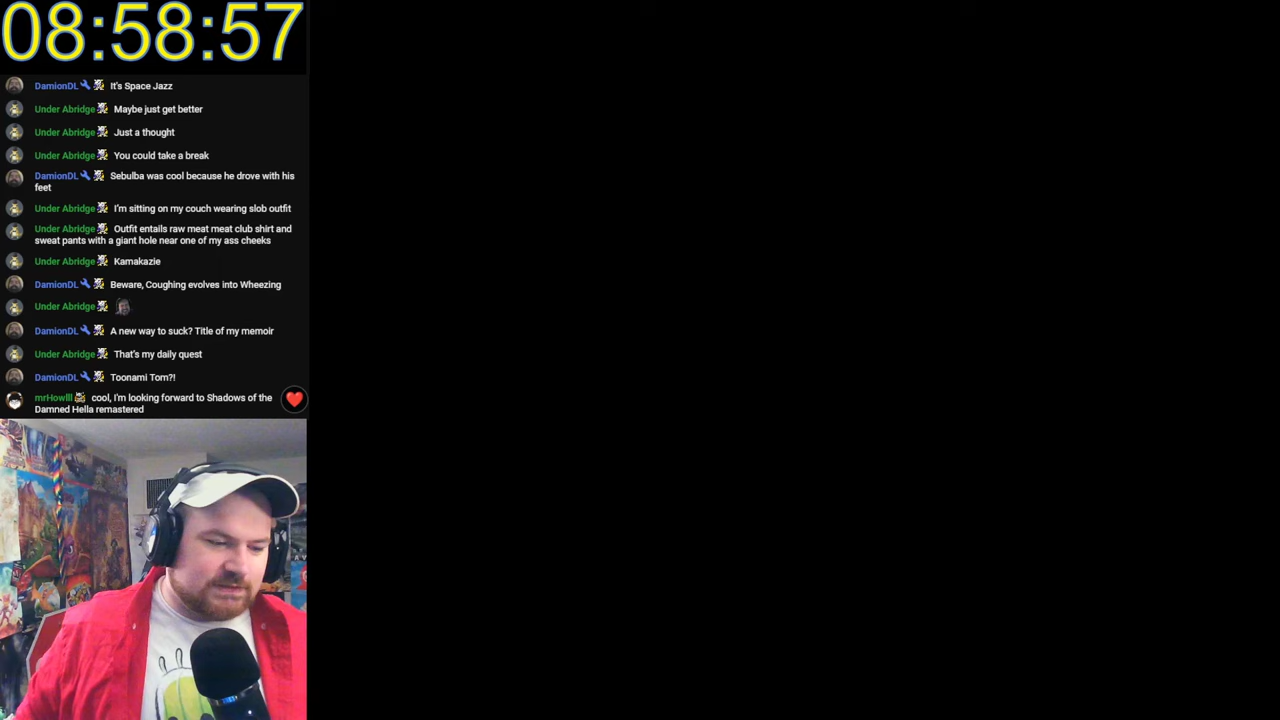 08:58:57
DamionDL It's Space Jazz
Under Abridge Maybe just get better
Under Abridge Just a thought
Under Abridge You could take a break
DamionDL Sebulba was cool because he drove with his
feet
Under Abridge I'm sitting on my couch wearing slob outfit
Under Abridge Outfit entails raw meat meat club shirt and
sweat pants with a giant hole near one of my ass cheeks
Under Abridge Kamakazie
DamionDL Beware, Coughing evolves into Wheezing
Under Abridge
DamionDL A new way to suck? Title of my memoir
Under Abridge That's my daily quest
DamionDL Toonami Tom?!
mrHowlll cool, I'm looking forward to Shadows of the
Damned Hella remastered